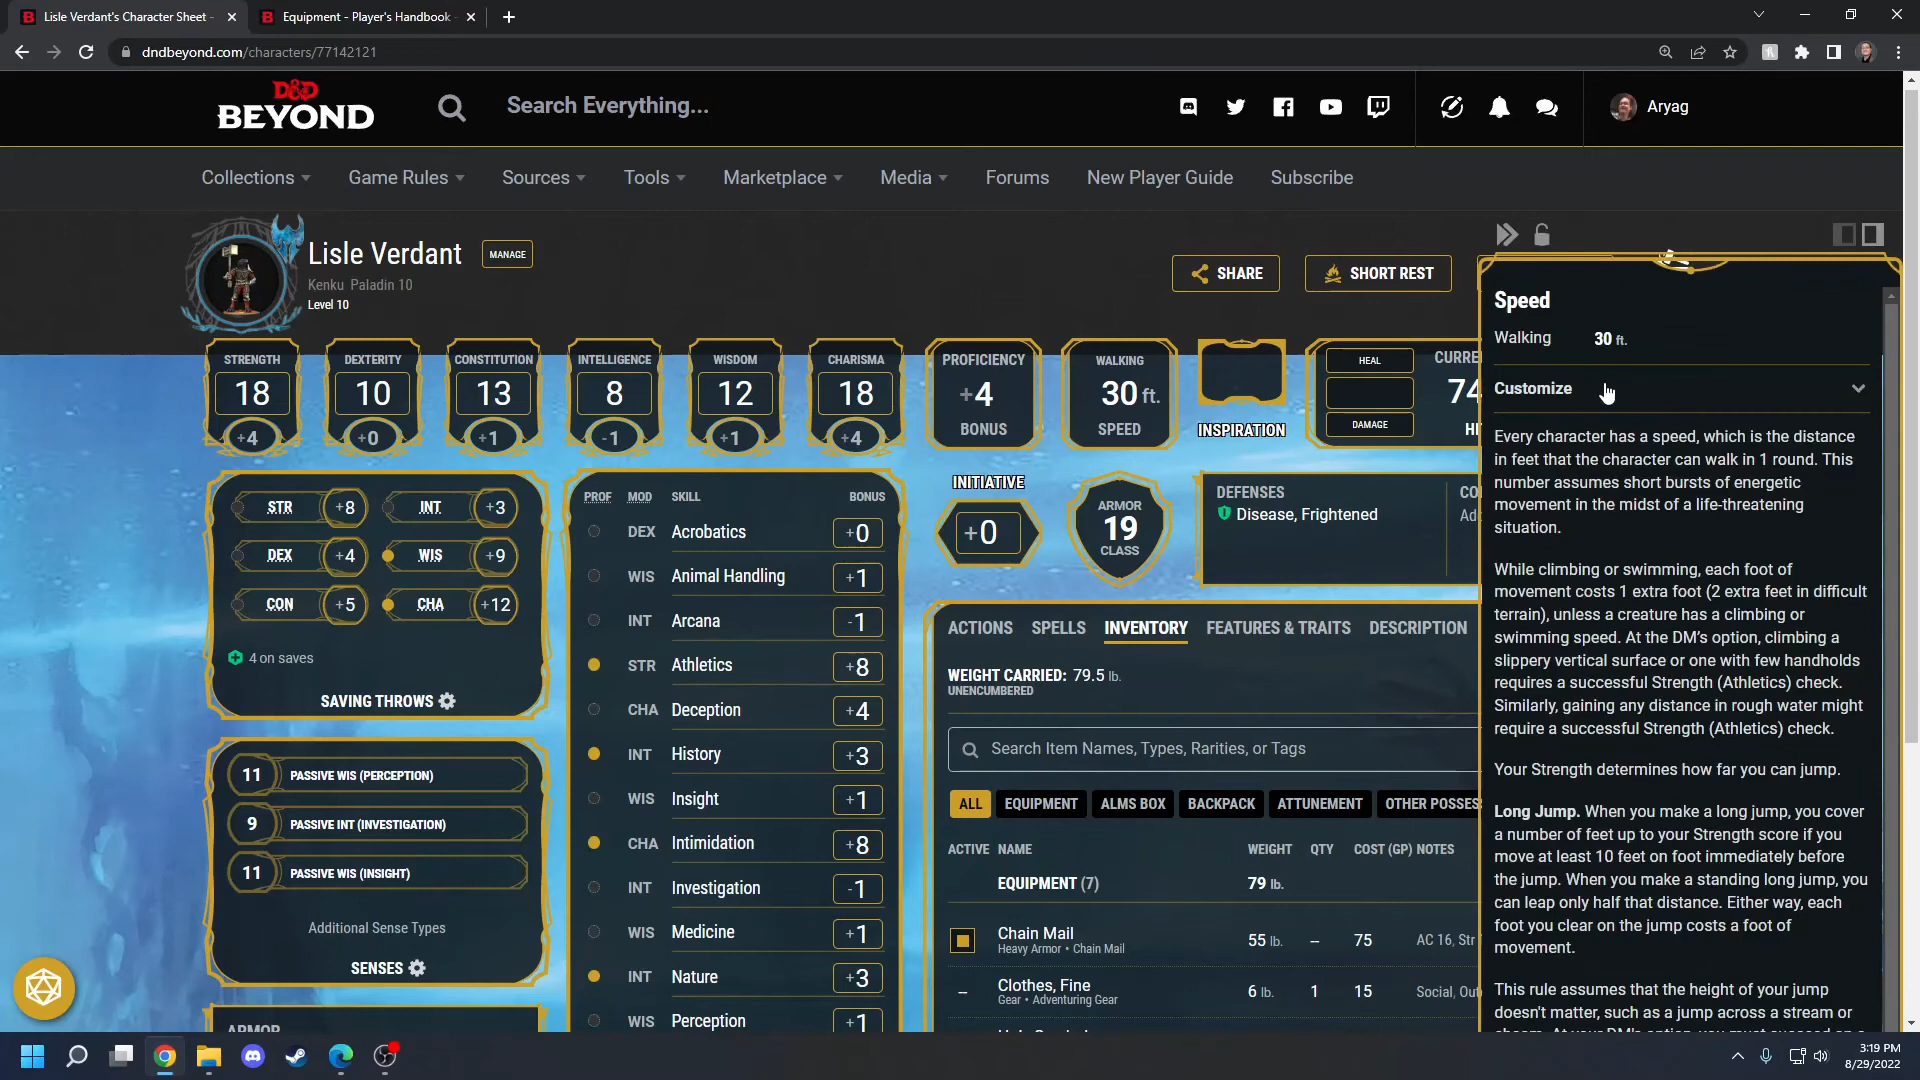 Lisle Verdant's Character Sheet -
Equipment - Player's Handbook -
dndbeyond.com/characters/77142121
D&D
BEYOND
Search Everything...
Aryag
Collections
Game Rules
Sources
Tools
Marketplace
Media
Forums
New Player Guide
Subscribe
Lisle Verdant
MANAGE
Kenku Paladin 10
Level 10
SHARE
SHORT REST
STRENGTH
18
+4
DEXTERITY
10
+0
CONSTITUTION
13
+1
INTELLIGENCE
8
-1
WISDOM
12
+1
CHARISMA
18
+4
PROFICIENCY
+4
BONUS
WALKING
30 ft.
SPEED
INSPIRATION
HEAL
DAMAGE
CURRE
74
HI
STR +8
INT +3
DEX +4
WIS +9
CON +5
CHA +12
4 on saves
SAVING THROWS
11 PASSIVE WIS (PERCEPTION)
9 PASSIVE INT (INVESTIGATION)
11 PASSIVE WIS (INSIGHT)
Additional Sense Types
SENSES
ARMOR
PROF MOD SKILL BONUS
DEX Acrobatics +0
WIS Animal Handling +1
INT Arcana -1
STR Athletics +8
CHA Deception +4
INT History +3
WIS Insight +1
CHA Intimidation +8
INT Investigation -1
WIS Medicine +1
INT Nature +3
WIS Perception +1
INITIATIVE
+0
ARMOR
19
CLASS
DEFENSES
Disease, Frightened
CO
Ad
ACTIONS
SPELLS
INVENTORY
FEATURES & TRAITS
DESCRIPTION
WEIGHT CARRIED: 79.5 lb.
UNENCUMBERED
Search Item Names, Types, Rarities, or Tags
ALL
EQUIPMENT
ALMS BOX
BACKPACK
ATTUNEMENT
OTHER POSSES
ACTIVE NAME WEIGHT QTY COST (GP) NOTES
EQUIPMENT (7) 79 lb.
Chain Mail 55 lb. -- 75 AC 16, Str
Heavy Armor • Chain Mail
-- Clothes, Fine 6 lb. 1 15 Social, Out
Gear • Adventuring Gear
Speed
Walking 30 ft.
Customize
Every character has a speed, which is the distance
in feet that the character can walk in 1 round. This
number assumes short bursts of energetic
movement in the midst of a life-threatening
situation.
While climbing or swimming, each foot of
movement costs 1 extra foot (2 extra feet in difficult
terrain), unless a creature has a climbing or
swimming speed. At the DM's option, climbing a
slippery vertical surface or one with few handholds
requires a successful Strength (Athletics) check.
Similarly, gaining any distance in rough water might
require a successful Strength (Athletics) check.
Your Strength determines how far you can jump.
Long Jump. When you make a long jump, you cover
a number of feet up to your Strength score if you
move at least 10 feet on foot immediately before
the jump. When you make a standing long jump, you
can leap only half that distance. Either way, each
foot you clear on the jump costs a foot of
movement.
This rule assumes that the height of your jump
doesn't matter, such as a jump across a stream or
3:19 PM
8/29/2022